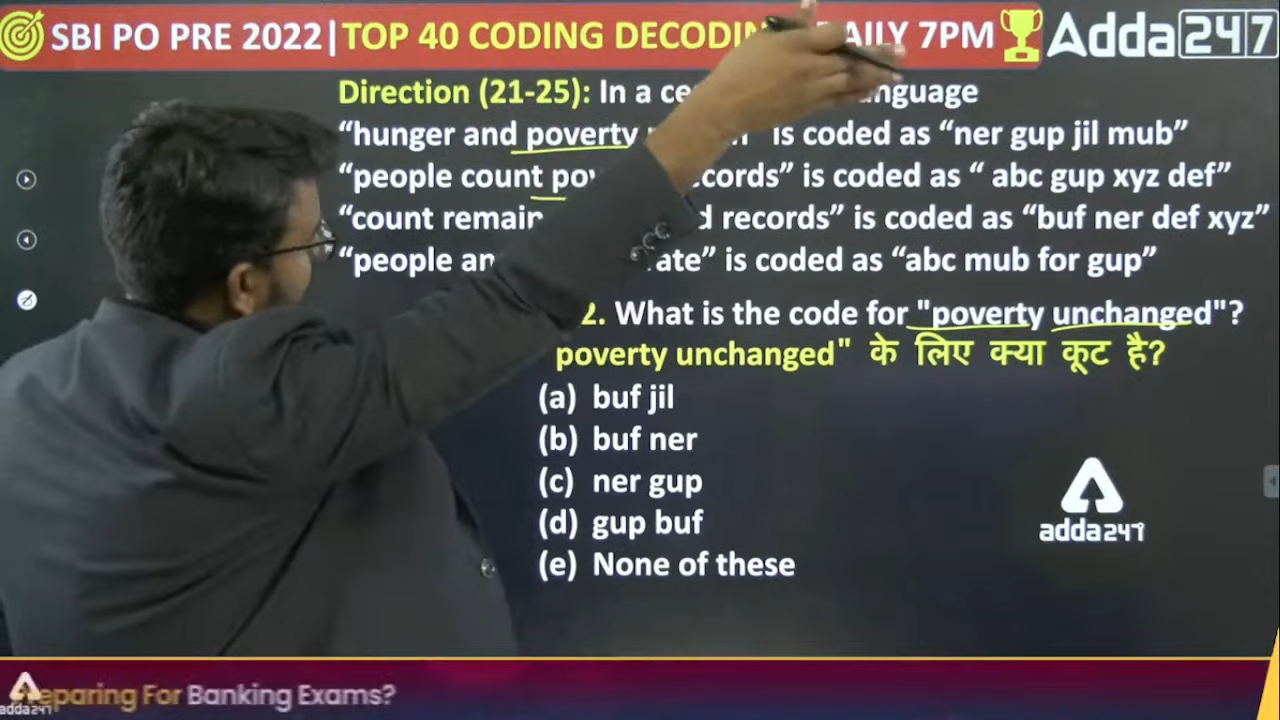 SBI PO PRE 2022|TOP 40 CODING DECODIN AILY 7PM Adda 247
Direction (21-25): In a ce nguage
“hunger and poverty is coded as “ner gup jil mub”
“people count pov cords” is coded as “ abc gup xyz def”
“count remain d records” is coded as “buf ner def xyz”
“people an ate” is coded as “abc mub for gup”
2. What is the code for "poverty unchanged"?
poverty unchanged" के लिए क्या कूट है?
(a) buf jil
(b) buf ner
(c) ner gup
(d) gup buf
adda247
(e) None of these
eparing For Banking Exams?
adda247